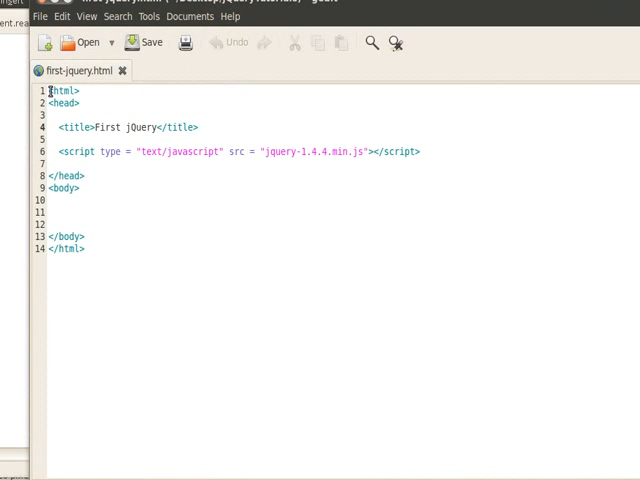 File Edit View Search Tools Documents Help
Open Save Undo
first-jquery.html
1 <html>
2 <head>
3
4 <title>First jQuery</title>
5
6 <script type = "text/javascript" src = "jquery-1.4.4.min.js"></script>
7
8 </head>
9 <body>
10
11
12
13 </body>
14 </html>